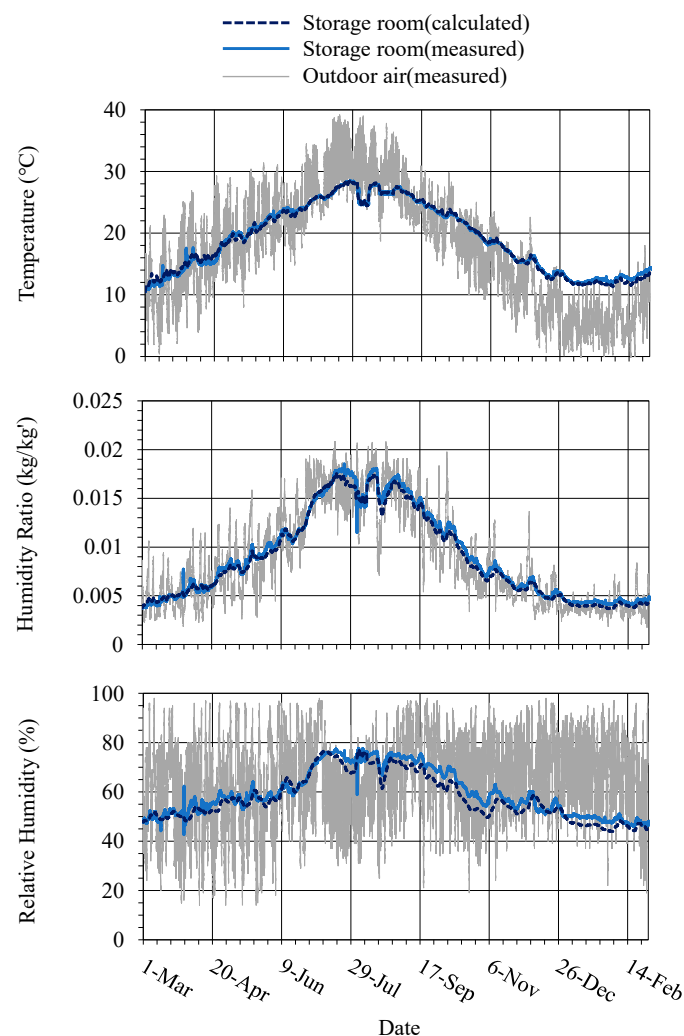 Storage room(calculated)
Storage room(measured)
Outdoor air(measured)
Temperature (°C)
40
30
20
10
0
Humidity Ratio (kg/kg')
0.025
0.02
0.015
0.01
0.005
0
Relative Humidity (%)
100
80
60
40
20
0
1-Mar 20-Apr 9-Jun 29-Jul 17-Sep 6-Nov 26-Dec 14-Feb
Date